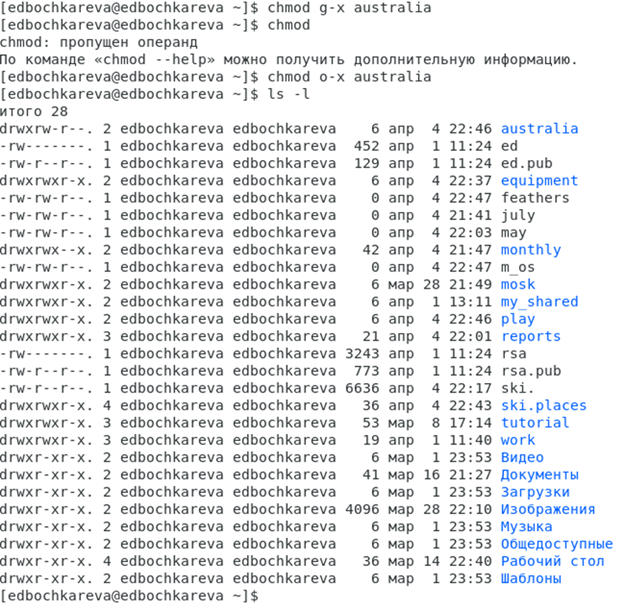 [edbochkareva@edbochkareva ~]$ chmod g-x australia
[edbochkareva@edbochkareva ~]$ chmod
chmod: пропущен операнд
По команде «chmod --help» можно получить дополнительную информацию.
[edbochkareva@edbochkareva ~]$ chmod o-x australia
[edbochkareva@edbochkareva ~]$ ls -l
итого 28
drwxrw-r--. 2 edbochkareva edbochkareva    6 апр  4 22:46 australia
-rw-------. 1 edbochkareva edbochkareva  452 апр  1 11:24 ed
-rw-r--r--. 1 edbochkareva edbochkareva  129 апр  1 11:24 ed.pub
drwxrwxr-x. 2 edbochkareva edbochkareva    6 апр  4 22:37 equipment
-rw-rw-r--. 1 edbochkareva edbochkareva    0 апр  4 22:47 feathers
-rw-rw-r--. 1 edbochkareva edbochkareva    0 апр  4 21:41 july
-rw-rw-r--. 1 edbochkareva edbochkareva    0 апр  4 22:03 may
drwxrwx--x. 2 edbochkareva edbochkareva   42 апр  4 21:47 monthly
-rw-rw-r--. 1 edbochkareva edbochkareva    0 апр  4 22:47 m_os
drwxrwxr-x. 2 edbochkareva edbochkareva    6 мар 28 21:49 mosk
drwxrwxr-x. 2 edbochkareva edbochkareva    6 апр  1 13:11 my_shared
drwxrwxr-x. 2 edbochkareva edbochkareva    6 апр  4 22:46 play
drwxrwxr-x. 3 edbochkareva edbochkareva   21 апр  4 22:01 reports
-rw-------. 1 edbochkareva edbochkareva 3243 апр  1 11:24 rsa
-rw-r--r--. 1 edbochkareva edbochkareva  773 апр  1 11:24 rsa.pub
-rw-r--r--. 1 edbochkareva edbochkareva 6636 апр  4 22:17 ski.
drwxrwxr-x. 4 edbochkareva edbochkareva   36 апр  4 22:43 ski.places
drwxrwxr-x. 3 edbochkareva edbochkareva   53 мар  8 17:14 tutorial
drwxrwxr-x. 3 edbochkareva edbochkareva   19 апр  1 11:40 work
drwxr-xr-x. 2 edbochkareva edbochkareva    6 мар  1 23:53 Видео
drwxr-xr-x. 2 edbochkareva edbochkareva   41 мар 16 21:27 Документы
drwxr-xr-x. 2 edbochkareva edbochkareva    6 мар  1 23:53 Загрузки
drwxr-xr-x. 2 edbochkareva edbochkareva 4096 мар 28 22:10 Изображения
drwxr-xr-x. 2 edbochkareva edbochkareva    6 мар  1 23:53 Музыка
drwxr-xr-x. 2 edbochkareva edbochkareva    6 мар  1 23:53 Общедоступные
drwxr-xr-x. 4 edbochkareva edbochkareva   36 мар 14 22:40 Рабочий стол
drwxr-xr-x. 2 edbochkareva edbochkareva    6 мар  1 23:53 Шаблоны
[edbochkareva@edbochkareva ~]$